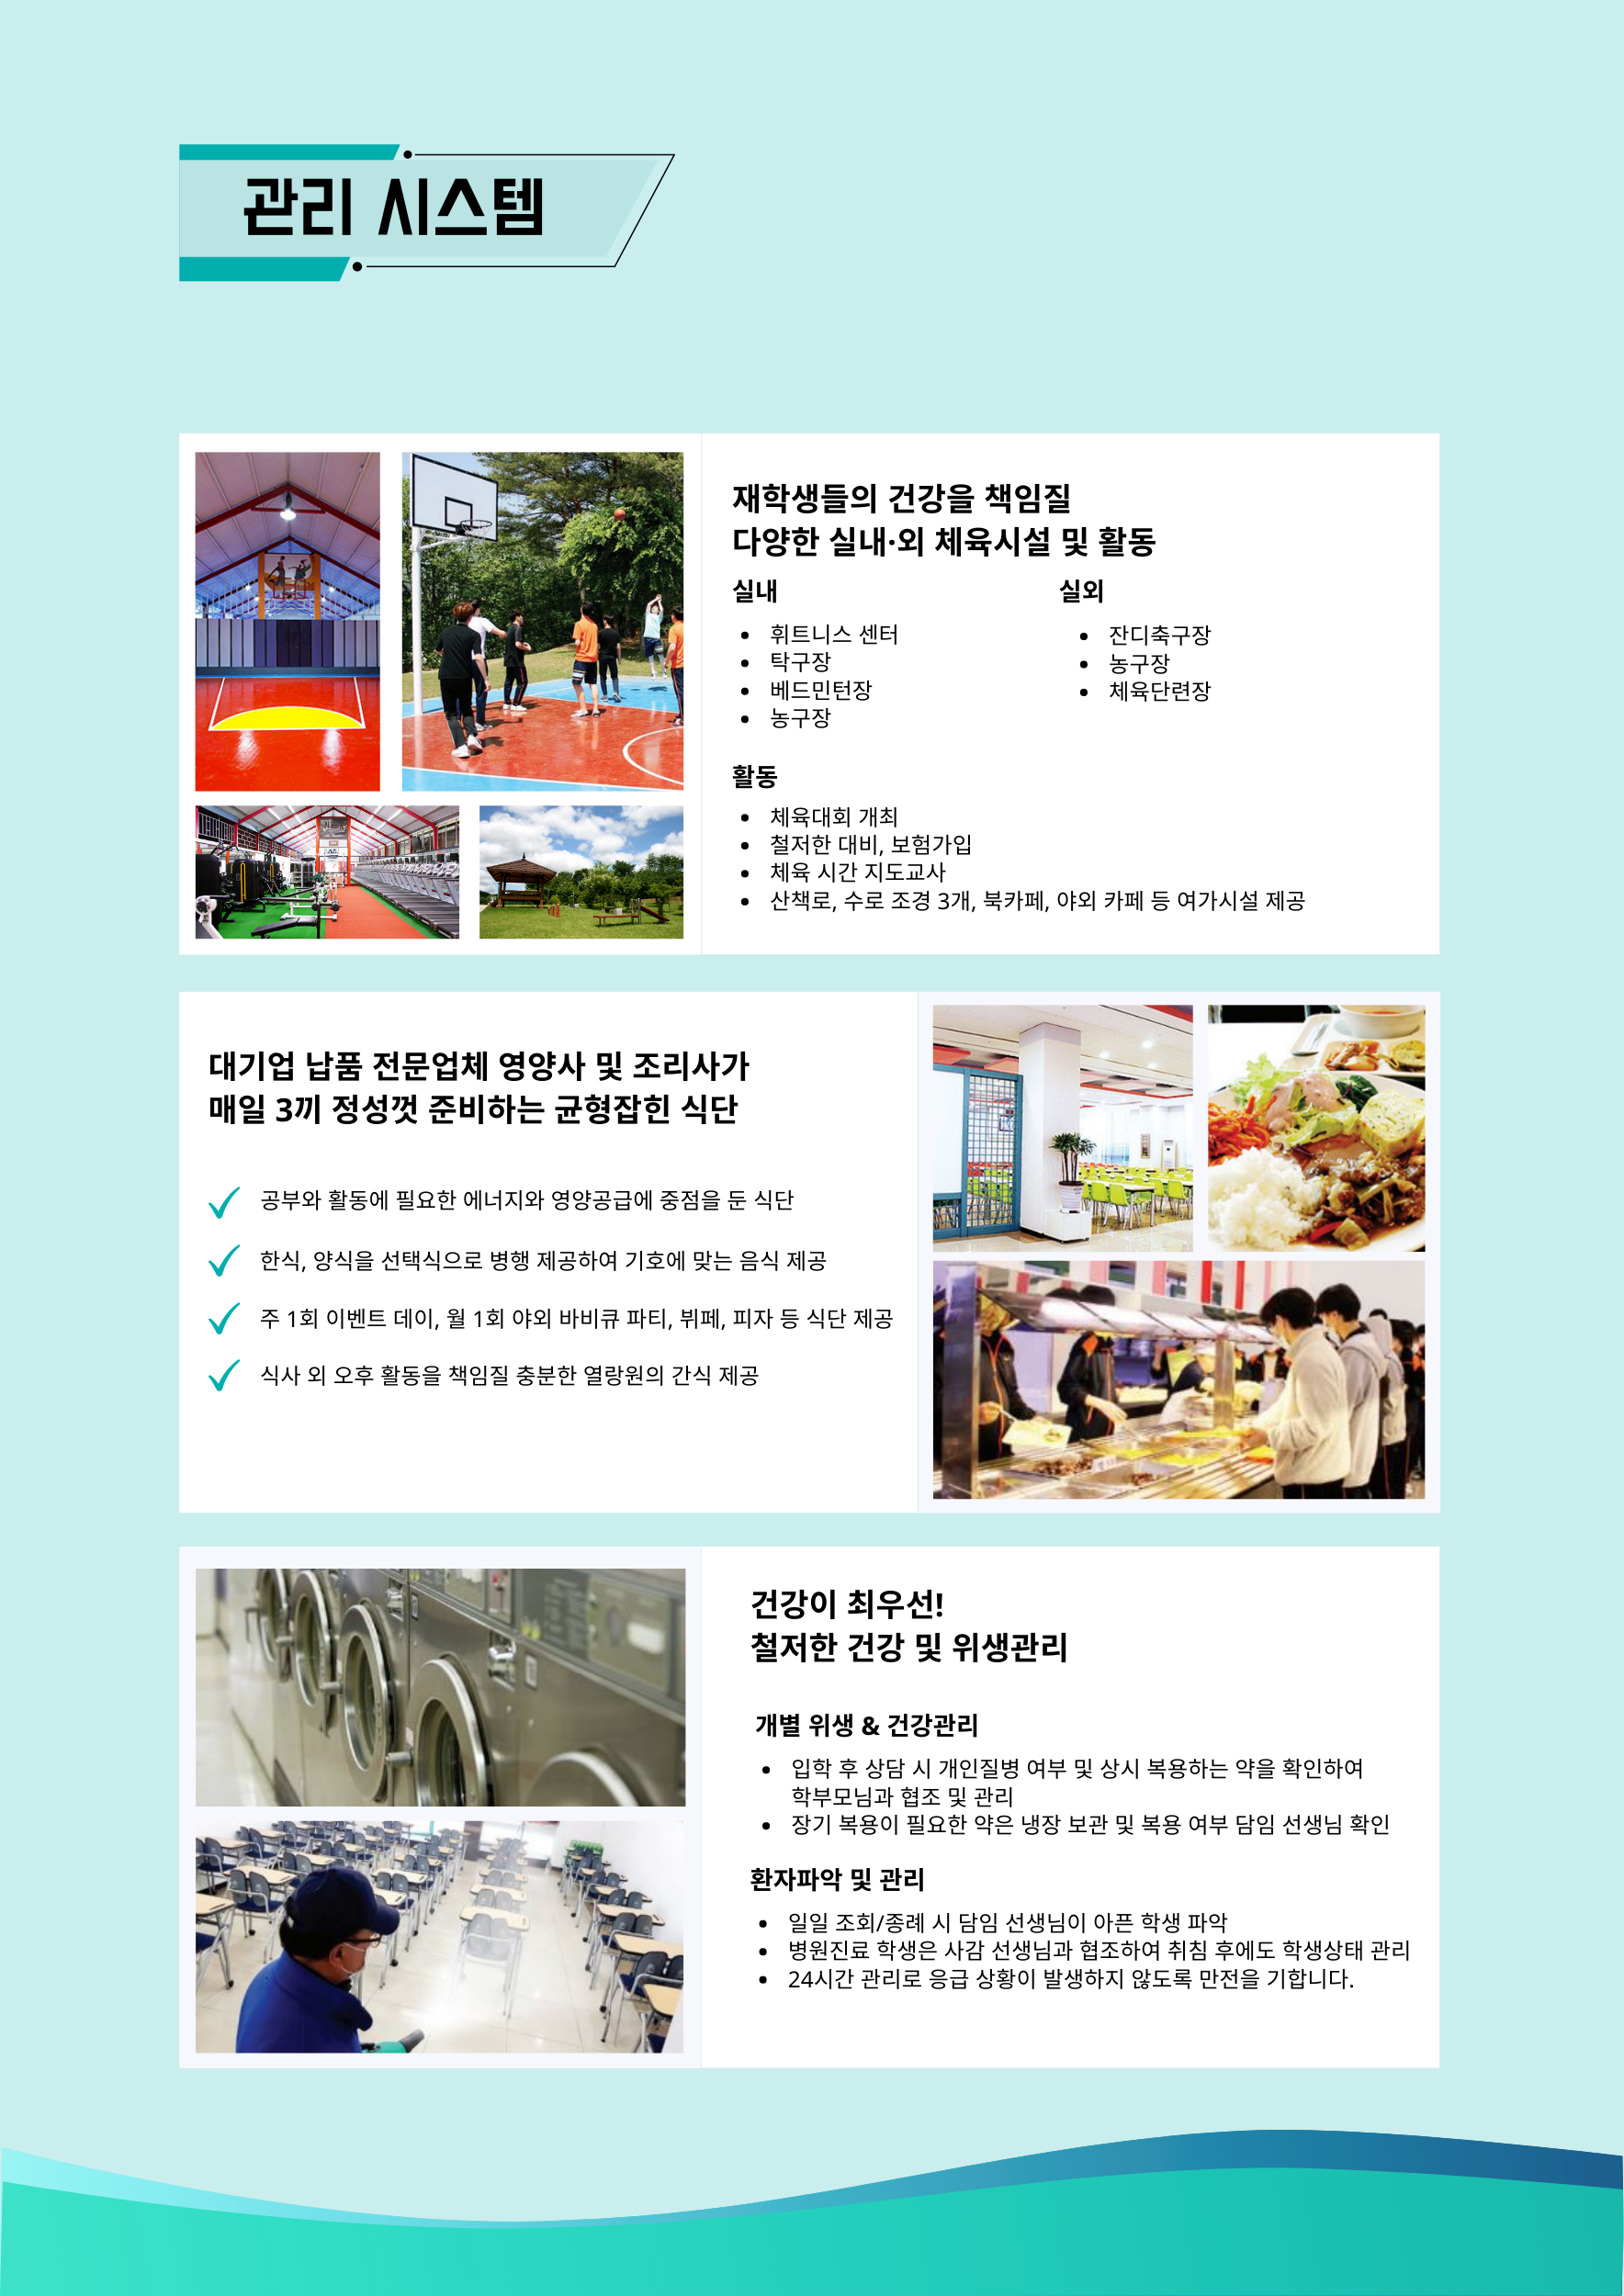 관리 시스템
재학생들의 건강을 책임질
다양한 실내·외 체육시설 및 활동
실내
휘트니스 센터
탁구장
베드민턴장
농구장
실외
잔디축구장
농구장
체육단련장
활동
체육대회 개최
철저한 대비, 보험가입
체육 시간 지도교사
산책로, 수로 조경 3개, 북카페, 야외 카페 등 여가시설 제공
대기업 납품 전문업체 영양사 및 조리사가
매일 3끼 정성껏 준비하는 균형잡힌 식단
공부와 활동에 필요한 에너지와 영양공급에 중점을 둔 식단
한식, 양식을 선택식으로 병행 제공하여 기호에 맞는 음식 제공
주 1회 이벤트 데이, 월 1회 야외 바비큐 파티, 뷔페, 피자 등 식단 제공
식사 외 오후 활동을 책임질 충분한 열량원의 간식 제공
건강이 최우선!
철저한 건강 및 위생관리
개별 위생 & 건강관리
입학 후 상담 시 개인질병 여부 및 상시 복용하는 약을 확인하여
학부모님과 협조 및 관리
장기 복용이 필요한 약은 냉장 보관 및 복용 여부 담임 선생님 확인
환자파악 및 관리
일일 조회/종례 시 담임 선생님이 아픈 학생 파악
병원진료 학생은 사감 선생님과 협조하여 취침 후에도 학생상태 관리
24시간 관리로 응급 상황이 발생하지 않도록 만전을 기합니다.